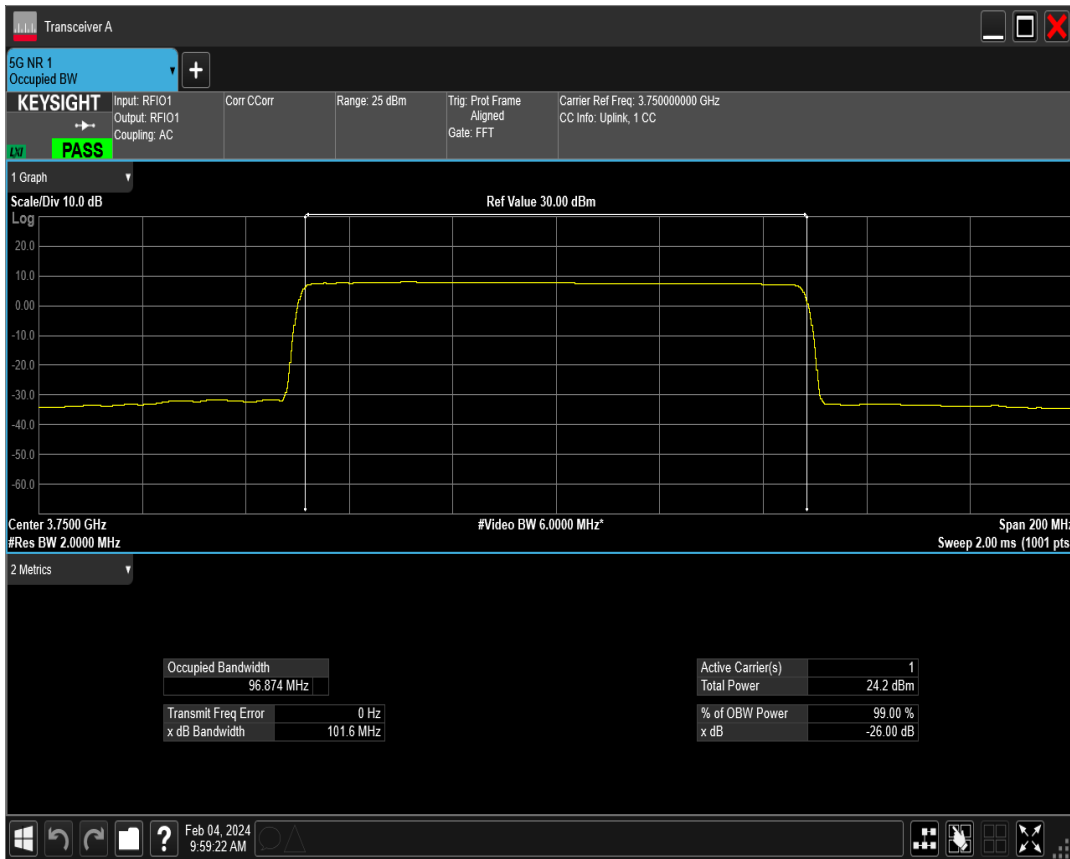 Transceiver A
5G NR 1
Occupied BW
KEYSIGHT
LXI
PASS
Input: RFIO1
Output: RFIO1
Coupling: AC
Corr CCorr
Range: 25 dBm
Trig: Prot Frame
Aligned
Gate: FFT
Carrier Ref Freq: 3.750000000 GHz
CC Info: Uplink, 1 CC
1 Graph
Scale/Div 10.0 dB
Ref Value 30.00 dBm
Log
20.0
10.0
0.00
-10.0
-20.0
-30.0
-40.0
-50.0
-60.0
Center 3.7500 GHz
#Video BW 6.0000 MHz*
Span 200 MHz
#Res BW 2.0000 MHz
Sweep 2.00 ms (1001 pts
2 Metrics
Occupied Bandwidth
96.874 MHz
Transmit Freq Error 0 Hz
x dB Bandwidth 101.6 MHz
Active Carrier(s) 1
Total Power 24.2 dBm
% of OBW Power 99.00 %
x dB -26.00 dB
Feb 04, 2024
9:59:22 AM